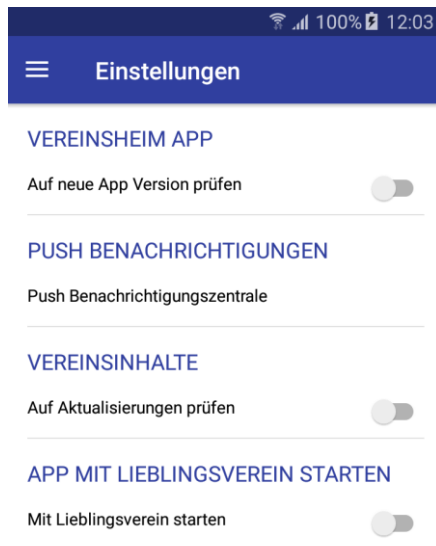 100% 12:03
Einstellungen
VEREINSHEIM APP
Auf neue App Version prüfen
PUSH BENACHRICHTIGUNGEN
Push Benachrichtigungszentrale
VEREINSINHALTE
Auf Aktualisierungen prüfen
APP MIT LIEBLINGSVEREIN STARTEN
Mit Lieblingsverein starten